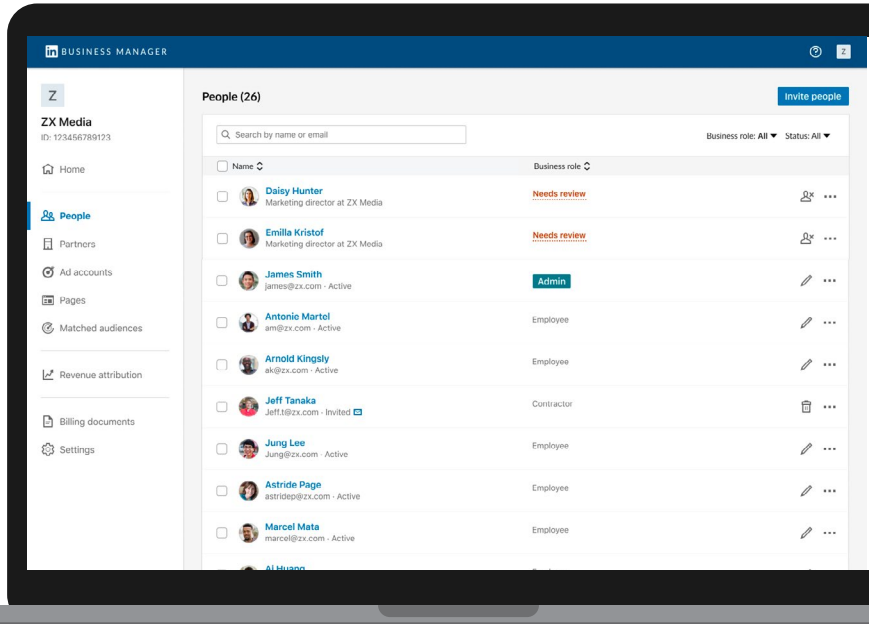 in BUSINESS MANAGER
Z
Z
ZX Media
ID: 123456789123
Home
People
Partners
Ad accounts
Pages
Matched audiences
Revenue attribution
Billing documents
Settings
People (26)
Invite people
Search by name or email
Business role: All Status: All
Name Business role
Daisy Hunter
Marketing director at ZX Media
Needs review
Emilla Kristof
Marketing director at ZX Media
Needs review
James Smith
james@zx.com · Active
Admin
Antonie Martel
am@zx.com · Active
Employee
Arnold Kingsly
ak@zx.com · Active
Employee
Jeff Tanaka
Jeff.t@zx.com · Invited
Contractor
Jung Lee
Jung@zx.com · Active
Employee
Astride Page
astridep@zx.com · Active
Employee
Marcel Mata
marcel@zx.com · Active
Employee
Ai Huang